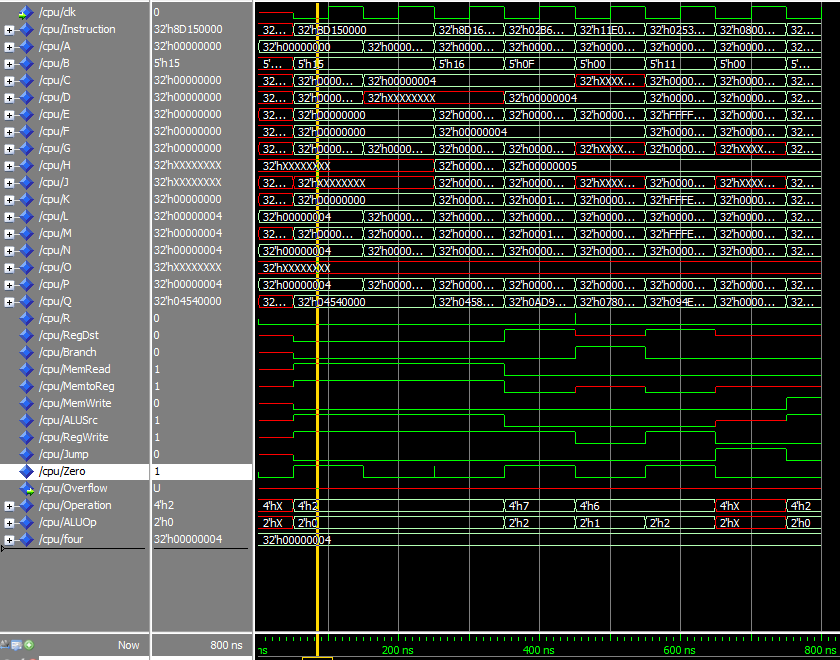 /cpu/clk 0
/cpu/Instruction 32'h8D150000 32... 32'h8D150000 32'h8D16... 32'h02B6... 32'h11E0... 32'h0253... 32'h0800... 32...
/cpu/A 32'h00000000 32'h00000000 32'h0000... 32'h0000... 32'h0000... 32'h0000... 32'h0000... 32'h0000... 32...
/cpu/B 5'h15 5'... 5'h15 5'h16 5'h0F 5'h00 5'h11 5'h00 5'...
/cpu/C 32'h00000000 32... 32'h0000... 32'h00000004 32'hXXXX... 32'h0000... 32'h0000... 32...
/cpu/D 32'h00000000 32... 32'h0000... 32'hXXXXXXXX 32'h00000004 32'h0000... 32'h0000... 32...
/cpu/E 32'h00000000 32... 32'h00000000 32'h0000... 32'h0000... 32'h0000... 32'hFFFF... 32'h0000... 32...
/cpu/F 32'h00000000 32... 32'h00000000 32'h00000004 32'h0000... 32'h0000... 32...
/cpu/G 32'h00000000 32... 32'h0000... 32'h0000... 32'h0000... 32'h0000... 32'hXXXX... 32'h0000... 32'hXXXX... 32...
/cpu/H 32'hXXXXXXXX 32'hXXXXXXXX 32'h0000... 32'h00000005
/cpu/J 32'hXXXXXXXX 32... 32'hXXXXXXXX 32'h0000... 32'h0000... 32'hXXXX... 32'h0000... 32'hXXXX... 32...
/cpu/K 32'h00000000 32... 32'h00000000 32'h0000... 32'h0001... 32'h0000... 32'hFFFE... 32'h0000... 32...
/cpu/L 32'h00000004 32'h00000004 32'h0000... 32'h0000... 32'h0000... 32'h0000... 32'h0000... 32'h0000... 32...
/cpu/M 32'h00000004 32... 32'h0000... 32'h0000... 32'h0000... 32'h0001... 32'h0000... 32'hFFFE... 32'h0000... 32...
/cpu/N 32'h00000004 32'h00000004 32'h0000... 32'h0000... 32'h0000... 32'h0000... 32'h0000... 32'h0000... 32...
/cpu/O 32'hXXXXXXXX 32'hXXXXXXXX
/cpu/P 32'h00000004 32'h00000004 32'h0000... 32'h0000... 32'h0000... 32'h0000... 32'h0000... 32'h0000... 32...
/cpu/Q 32'h04540000 32... 32'h04540000 32'h0458... 32'h0AD9... 32'h0780... 32'h094E... 32'h0000... 32...
/cpu/R 0
/cpu/RegDst 0
/cpu/Branch 0
/cpu/MemRead 1
/cpu/MemtoReg 1
/cpu/MemWrite 0
/cpu/ALUSrc 1
/cpu/RegWrite 1
/cpu/Jump 0
/cpu/Zero 1
/cpu/Overflow U
/cpu/Operation 4'h2 4'hX 4'h2 4'h7 4'h6 4'hX 4'h2
/cpu/ALUOp 2'h0 2'hX 2'h0 2'h2 2'h1 2'h2 2'hX 2'h0
/cpu/four 32'h00000004 32'h00000004
Now 800 ns ns 200 ns 400 ns 600 ns 800 ns